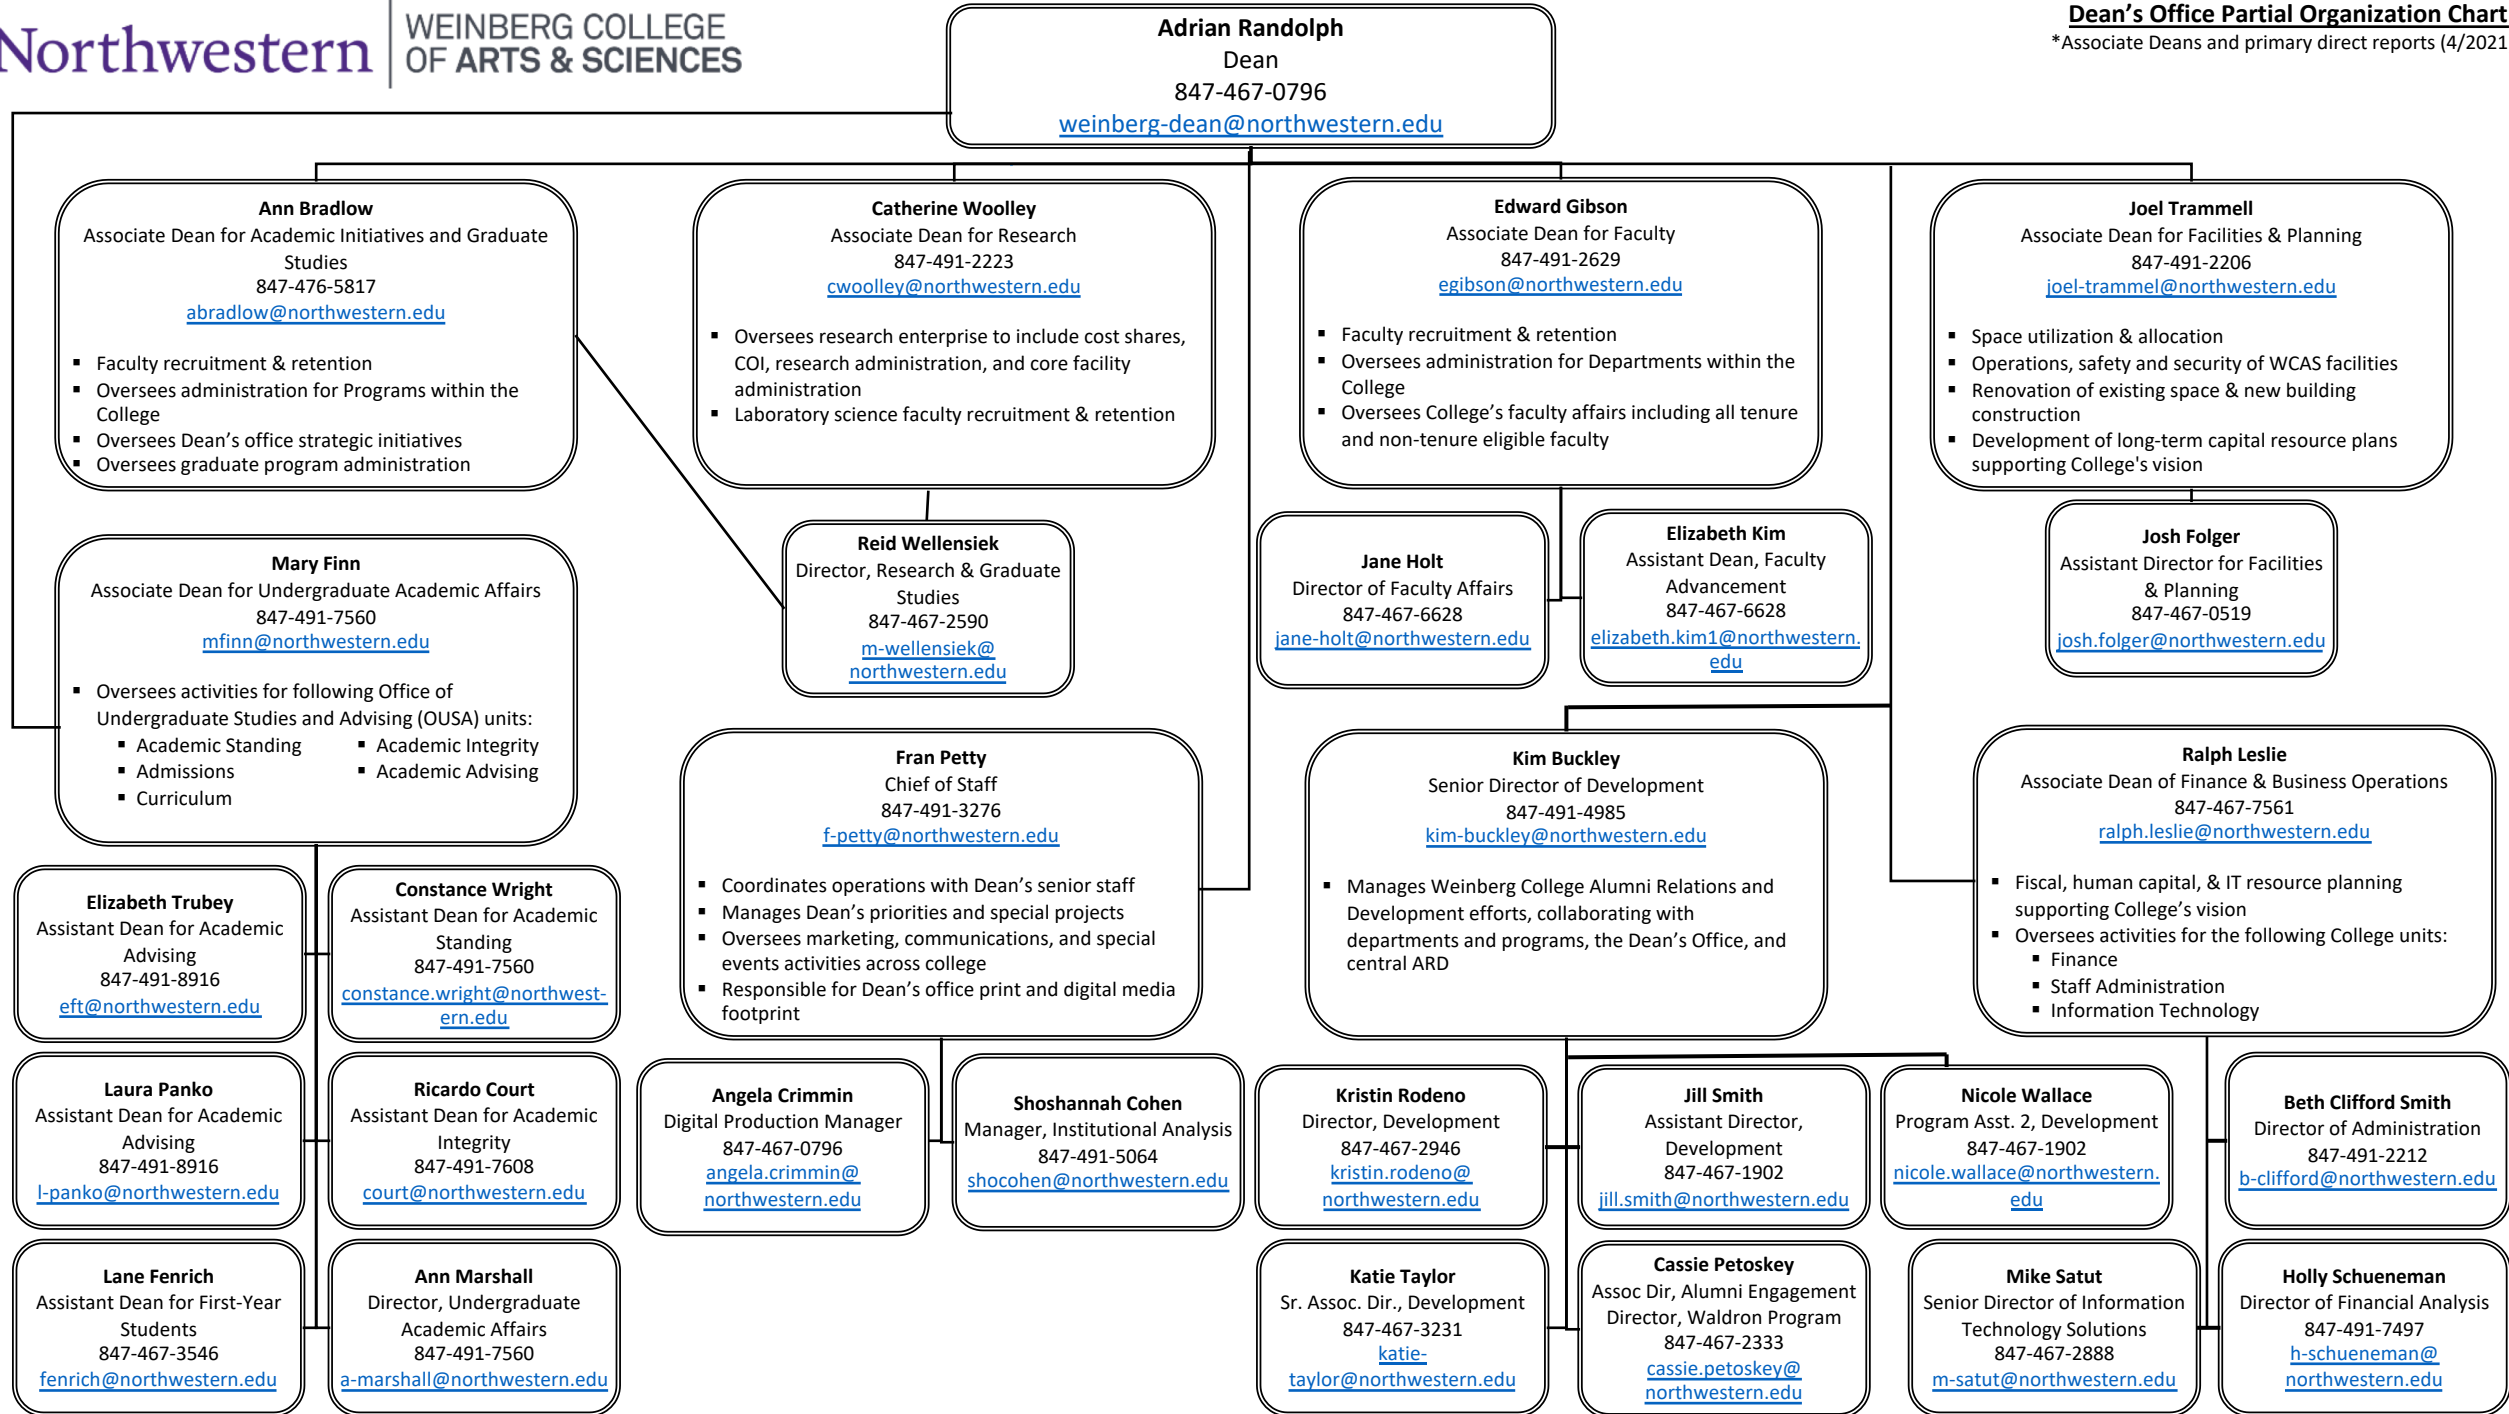 Northwestern
WEINBERG COLLEGE
OF ARTS & SCIENCES
Adrian Randolph
Dean
847-467-0796
weinberg-dean@northwestern.edu
Dean's Office Partial Organization Chart
*Associate Deans and primary direct reports (4/2021
Ann Bradlow
Associate Dean for Academic Initiatives and Graduate
Studies
847-476-5817
abradlow@northwestern.edu
▪ Faculty recruitment & retention
▪ Oversees administration for Programs within the
College
▪ Oversees Dean's office strategic initiatives
▪ Oversees graduate program administration
Catherine Woolley
Associate Dean for Research
847-491-2223
cwoolley@northwestern.edu
▪ Oversees research enterprise to include cost shares,
COI, research administration, and core facility
administration
▪ Laboratory science faculty recruitment & retention
Edward Gibson
Associate Dean for Faculty
847-491-2629
egibson@northwestern.edu
▪ Faculty recruitment & retention
▪ Oversees administration for Departments within the
College
▪ Oversees College's faculty affairs including all tenure
and non-tenure eligible faculty
Joel Trammell
Associate Dean for Facilities & Planning
847-491-2206
joel-trammel@northwestern.edu
▪ Space utilization & allocation
▪ Operations, safety and security of WCAS facilities
▪ Renovation of existing space & new building
construction
▪ Development of long-term capital resource plans
supporting College's vision
Mary Finn
Associate Dean for Undergraduate Academic Affairs
847-491-7560
mfinn@northwestern.edu
▪ Oversees activities for following Office of
Undergraduate Studies and Advising (OUSA) units:
▪ Academic Standing
▪ Admissions
▪ Curriculum
▪ Academic Integrity
▪ Academic Advising
Reid Wellensiek
Director, Research & Graduate
Studies
847-467-2590
m-wellensiek@
northwestern.edu
Jane Holt
Director of Faculty Affairs
847-467-6628
jane-holt@northwestern.edu
Elizabeth Kim
Assistant Dean, Faculty
Advancement
847-467-6628
elizabeth.kim1@northwestern.
edu
Josh Folger
Assistant Director for Facilities
& Planning
847-467-0519
josh.folger@northwestern.edu
Fran Petty
Chief of Staff
847-491-3276
f-petty@northwestern.edu
▪ Coordinates operations with Dean's senior staff
▪ Manages Dean's priorities and special projects
▪ Oversees marketing, communications, and special
events activities across college
▪ Responsible for Dean's office print and digital media
footprint
Kim Buckley
Senior Director of Development
847-491-4985
kim-buckley@northwestern.edu
▪ Manages Weinberg College Alumni Relations and
Development efforts, collaborating with
departments and programs, the Dean's Office, and
central ARD
Ralph Leslie
Associate Dean of Finance & Business Operations
847-467-7561
ralph.leslie@northwestern.edu
▪ Fiscal, human capital, & IT resource planning
supporting College's vision
▪ Oversees activities for the following College units:
▪ Finance
▪ Staff Administration
▪ Information Technology
Elizabeth Trubey
Assistant Dean for Academic
Advising
847-491-8916
eft@northwestern.edu
Constance Wright
Assistant Dean for Academic
Standing
847-491-7560
constance.wright@northwest-
ern.edu
Laura Panko
Assistant Dean for Academic
Advising
847-491-8916
l-panko@northwestern.edu
Ricardo Court
Assistant Dean for Academic
Integrity
847-491-7608
court@northwestern.edu
Lane Fenrich
Assistant Dean for First-Year
Students
847-467-3546
fenrich@northwestern.edu
Ann Marshall
Director, Undergraduate
Academic Affairs
847-491-7560
a-marshall@northwestern.edu
Angela Crimmin
Digital Production Manager
847-467-0796
angela.crimmin@
northwestern.edu
Shoshannah Cohen
Manager, Institutional Analysis
847-491-5064
shocohen@northwestern.edu
Kristin Rodeno
Director, Development
847-467-2946
kristin.rodeno@
northwestern.edu
Jill Smith
Assistant Director,
Development
847-467-1902
jill.smith@northwestern.edu
Nicole Wallace
Program Asst. 2, Development
847-467-1902
nicole.wallace@northwestern.
edu
Beth Clifford Smith
Director of Administration
847-491-2212
b-clifford@northwestern.edu
Katie Taylor
Sr. Assoc. Dir., Development
847-467-3231
katie-
taylor@northwestern.edu
Cassie Petoskey
Assoc Dir, Alumni Engagement
Director, Waldron Program
847-467-2333
cassie.petoskey@
northwestern.edu
Mike Satut
Senior Director of Information
Technology Solutions
847-467-2888
m-satut@northwestern.edu
Holly Schueneman
Director of Financial Analysis
847-491-7497
h-schueneman@
northwestern.edu